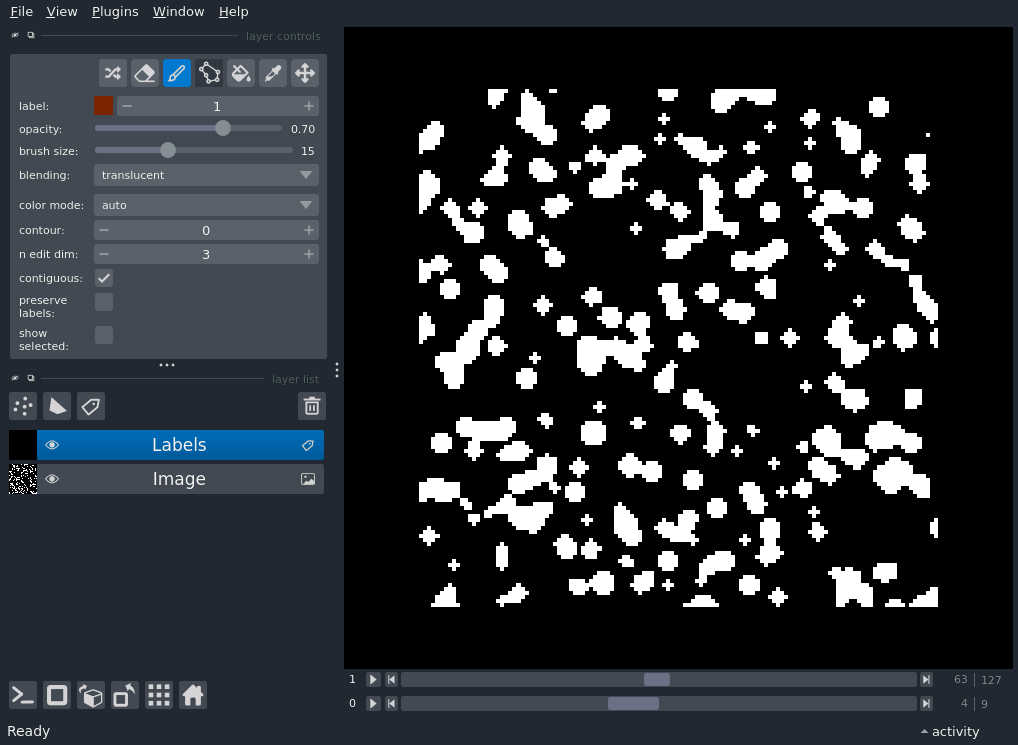 File View Plugins Window Help
layer controls
label: 1
opacity: 0.70
brush size: 15
blending: translucent
color mode: auto
contour: 0
n edit dim: 3
contiguous:
preserve
labels:
show
selected:
layer list
Labels
Image
1 63 127
0 4 9
Ready activity